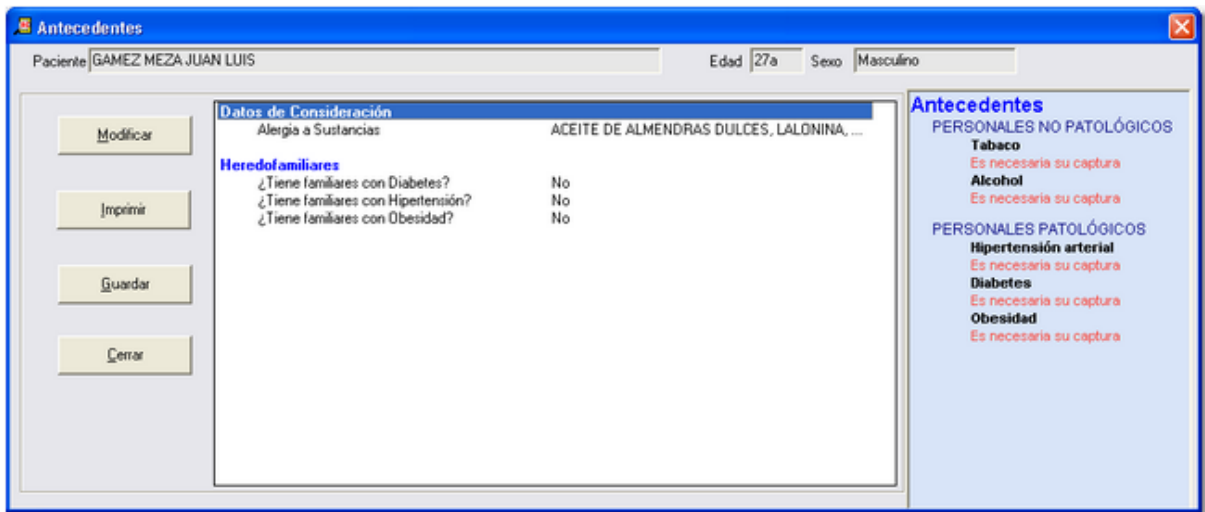 Antecedentes
Paciente GAMEZ MEZA JUAN LUIS Edad 27a Sexo Masculino
Modificar
Imprimir
Guardar
Cerrar
Datos de Consideración
Alergia a Sustancias ACEITE DE ALMENDRAS DULCES, LALONINA, ...
Heredofamiliares
¿Tiene familiares con Diabetes? No
¿Tiene familiares con Hipertensión? No
¿Tiene familiares con Obesidad? No
Antecedentes
PERSONALES NO PATOLÓGICOS
Tabaco
Es necesaria su captura
Alcohol
Es necesaria su captura
PERSONALES PATOLÓGICOS
Hipertensión arterial
Es necesaria su captura
Diabetes
Es necesaria su captura
Obesidad
Es necesaria su captura